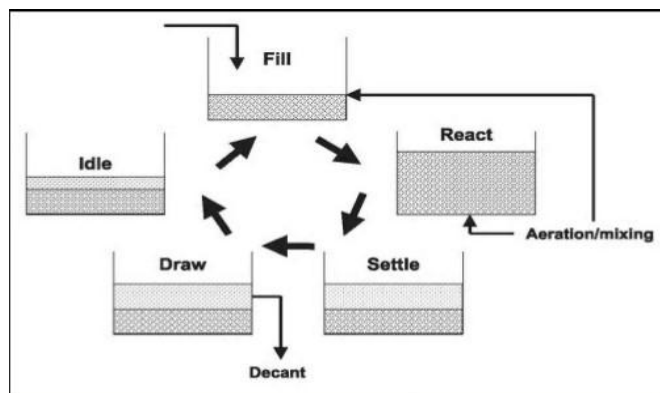 Fill
React
Idle
Aeration/mixing
Draw
Settle
Decant